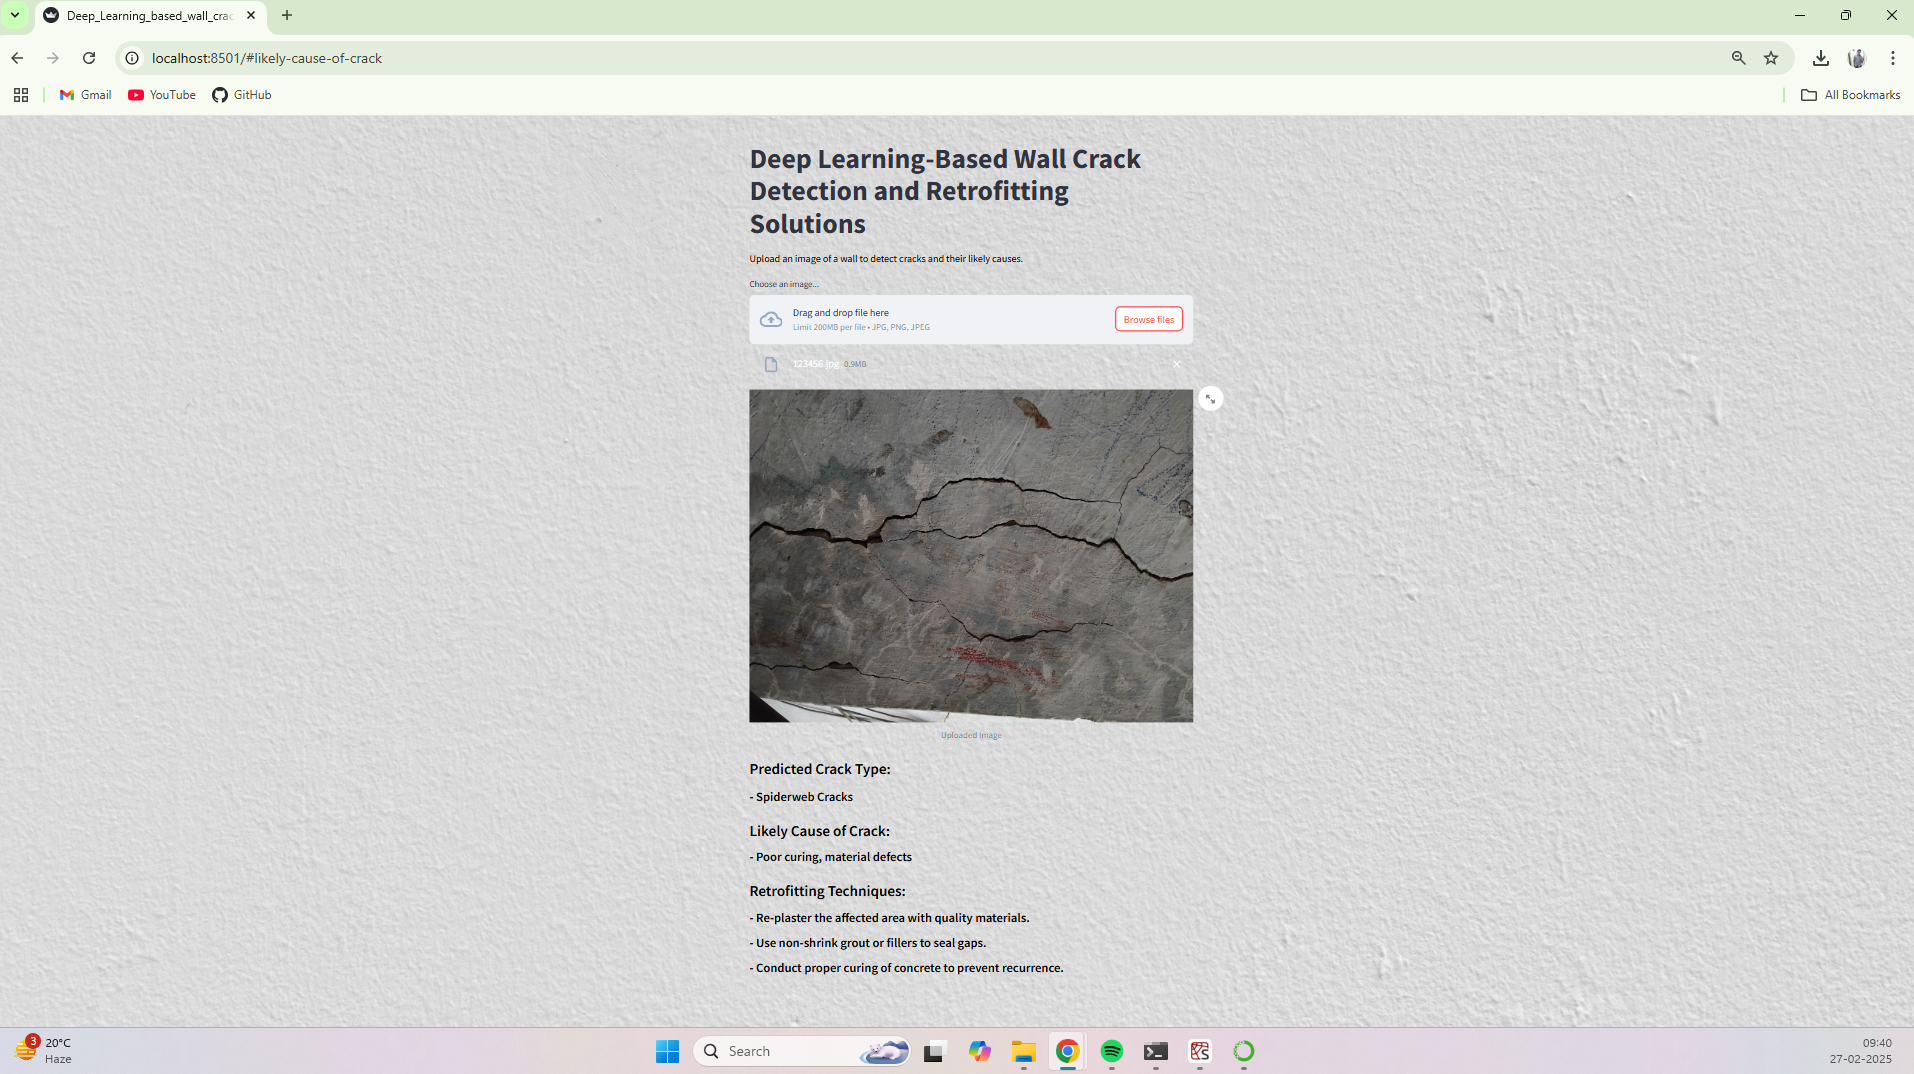 Deep_Learning_based_wall_crac
localhost:8501/#likely-cause-of-crack
Gmail
YouTube
GitHub
All Bookmarks
Deep Learning-Based Wall Crack
Detection and Retrofitting
Solutions
Upload an image of a wall to detect cracks and their likely causes.
Choose an image...
Drag and drop file here
Limit 200MB per file • JPG, PNG, JPEG
Browse files
123456.jpg 0.9MB
Uploaded Image
Predicted Crack Type:
- Spiderweb Cracks
Likely Cause of Crack:
- Poor curing, material defects
Retrofitting Techniques:
- Re-plaster the affected area with quality materials.
- Use non-shrink grout or fillers to seal gaps.
- Conduct proper curing of concrete to prevent recurrence.
3
20°C
Haze
Search
09:40
27-02-2025